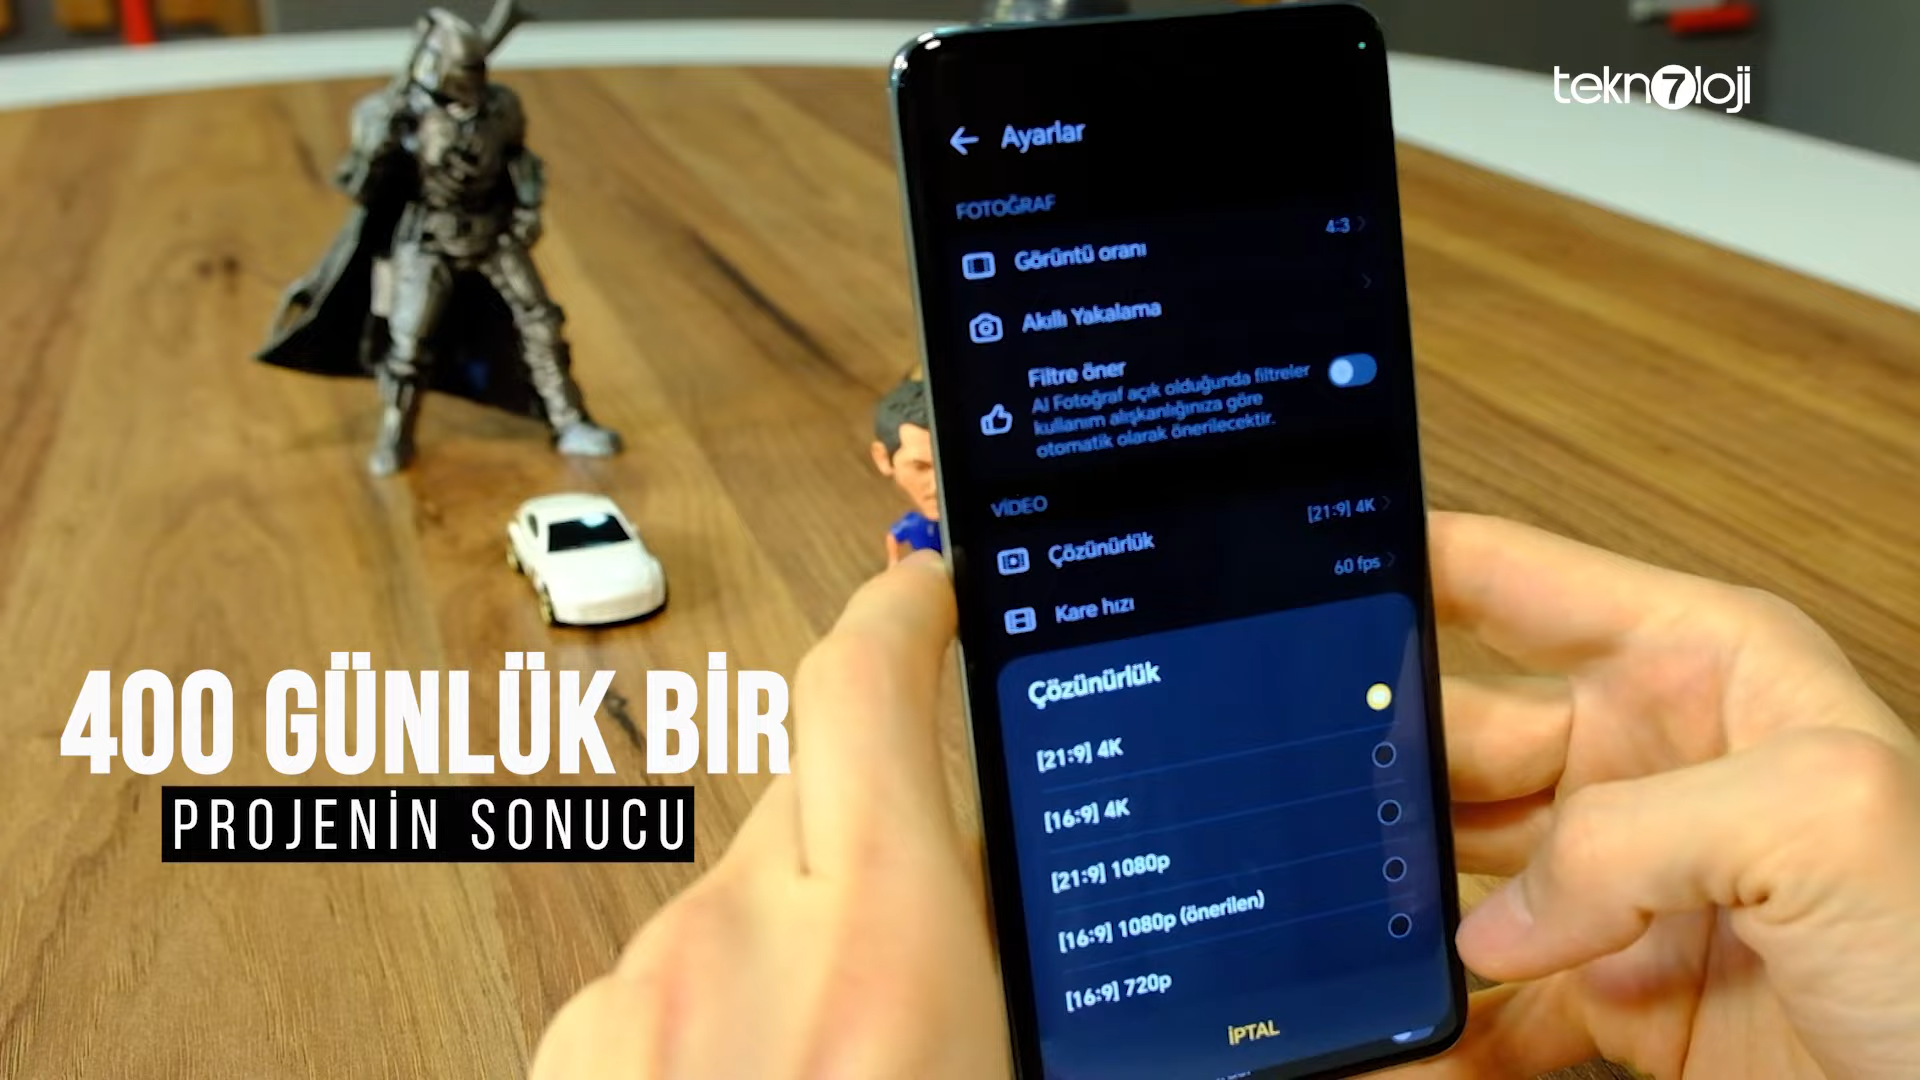 tekn7loji
Ayarlar
FOTOĞRAF
Görüntü oranı 4:3
Akıllı Yakalama
Filtre öner
AI Fotoğraf açık olduğunda filtreler
kullanım alışkanlığınıza göre
otomatik olarak önerilecektir.
VİDEO
Çözünürlük [21:9] 4K
Kare hızı 60 fps
Çözünürlük
[21:9] 4K
[16:9] 4K
[21:9] 1080p
[16:9] 1080p (önerilen)
[16:9] 720p
İPTAL
400 GÜNLÜK BİR
PROJENİN SONUCU